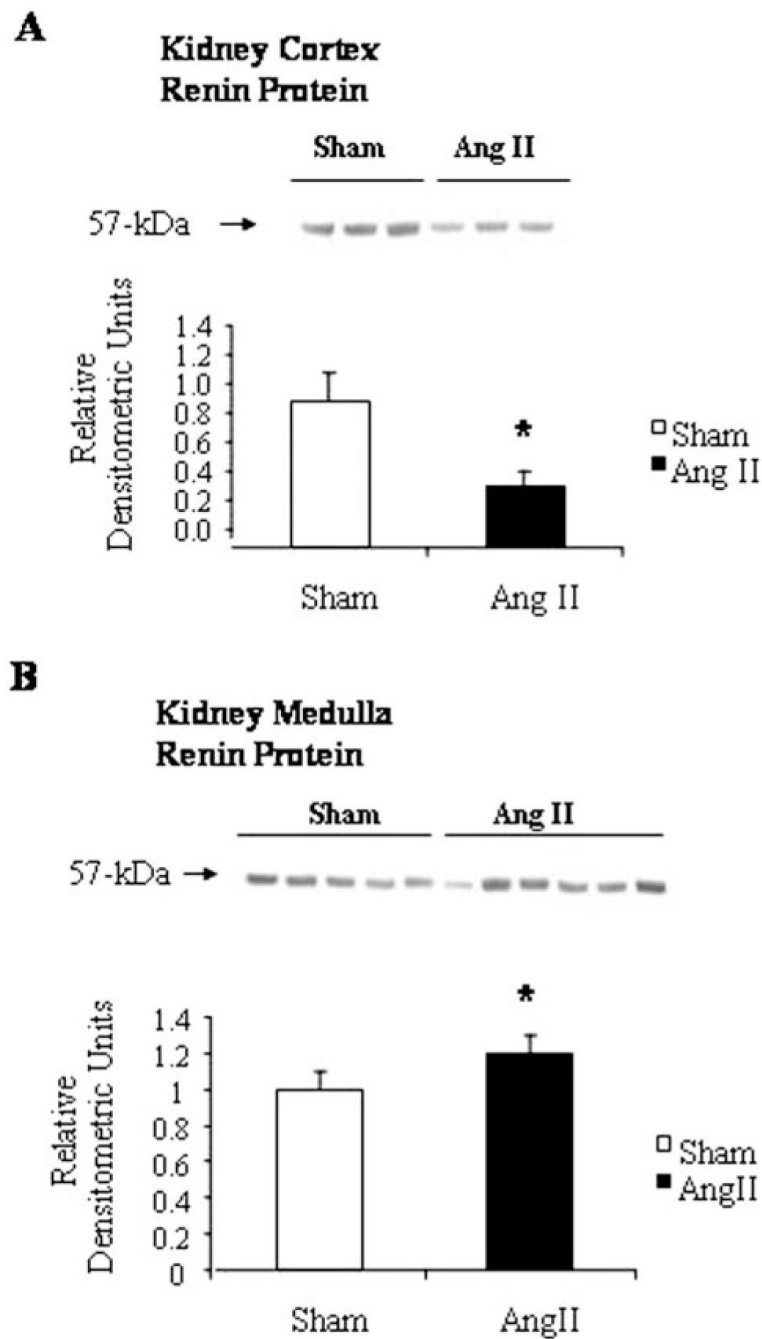 A
Kidney Cortex
Renin Protein
Sham Ang II
57-kDa
Relative
Densitometric Units
1.4
1.2
1.0
0.8
0.6
0.4
0.2
0.0
*
Sham
Ang II
Sham Ang II
B
Kidney Medulla
Renin Protein
Sham Ang II
57-kDa
Relative
Densitometric Units
1.4
1.2
1
0.8
0.6
0.4
0.2
0
*
Sham
AngII
Sham AngII